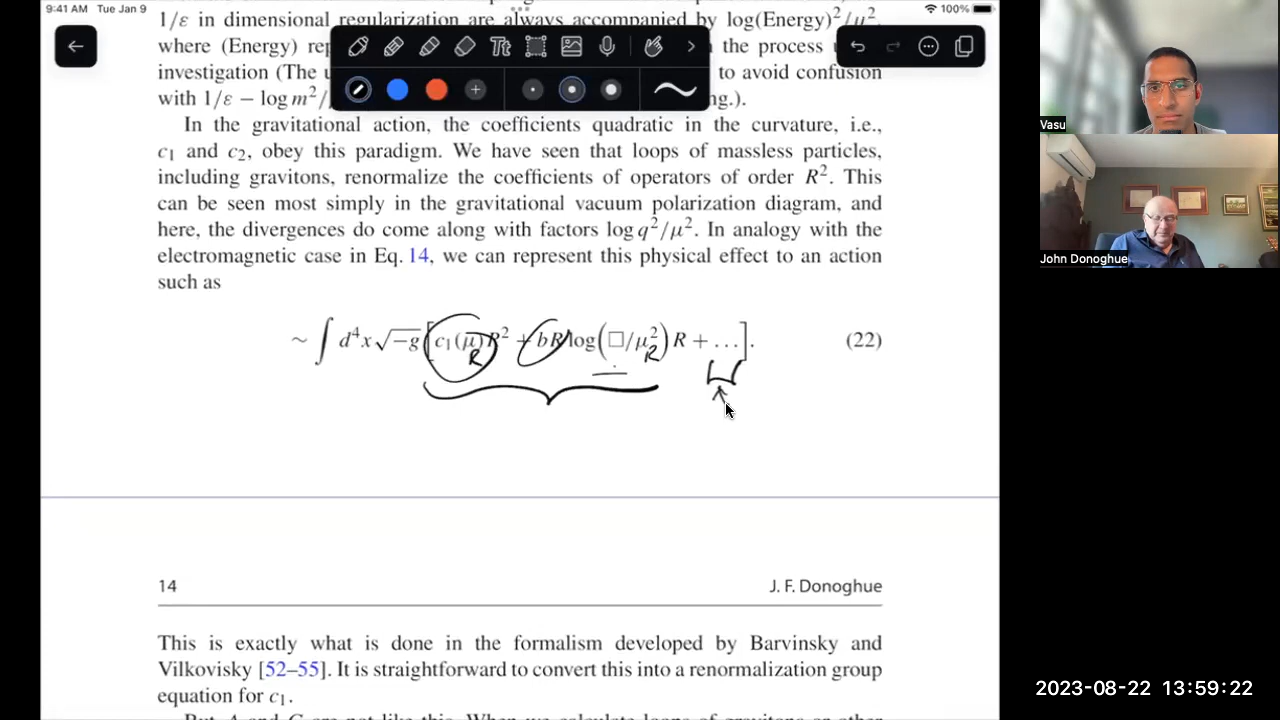 9:41 AM Tue Jan 9
100%
1/ε in dimensional regularization are always accompanied by log(Energy)²/μ²,
where (Energy) rep the process
investigation (The u to avoid confusion
with 1/ε − log m²/ ng.).
Tt
In the gravitational action, the coefficients quadratic in the curvature, i.e.,
c₁ and c₂, obey this paradigm. We have seen that loops of massless particles,
including gravitons, renormalize the coefficients of operators of order R². This
can be seen most simply in the gravitational vacuum polarization diagram, and
here, the divergences do come along with factors log q²/μ². In analogy with the
electromagnetic case in Eq. 14, we can represent this physical effect to an action
such as
∼ ∫ d⁴x√−g [c₁(μ)R² + bR log(□/μ²)R + …]. (22)
R R
14 J. F. Donoghue
This is exactly what is done in the formalism developed by Barvinsky and
Vilkovisky [52–55]. It is straightforward to convert this into a renormalization group
equation for c₁.
Vasu
John Donoghue
2023-08-22 13:59:22